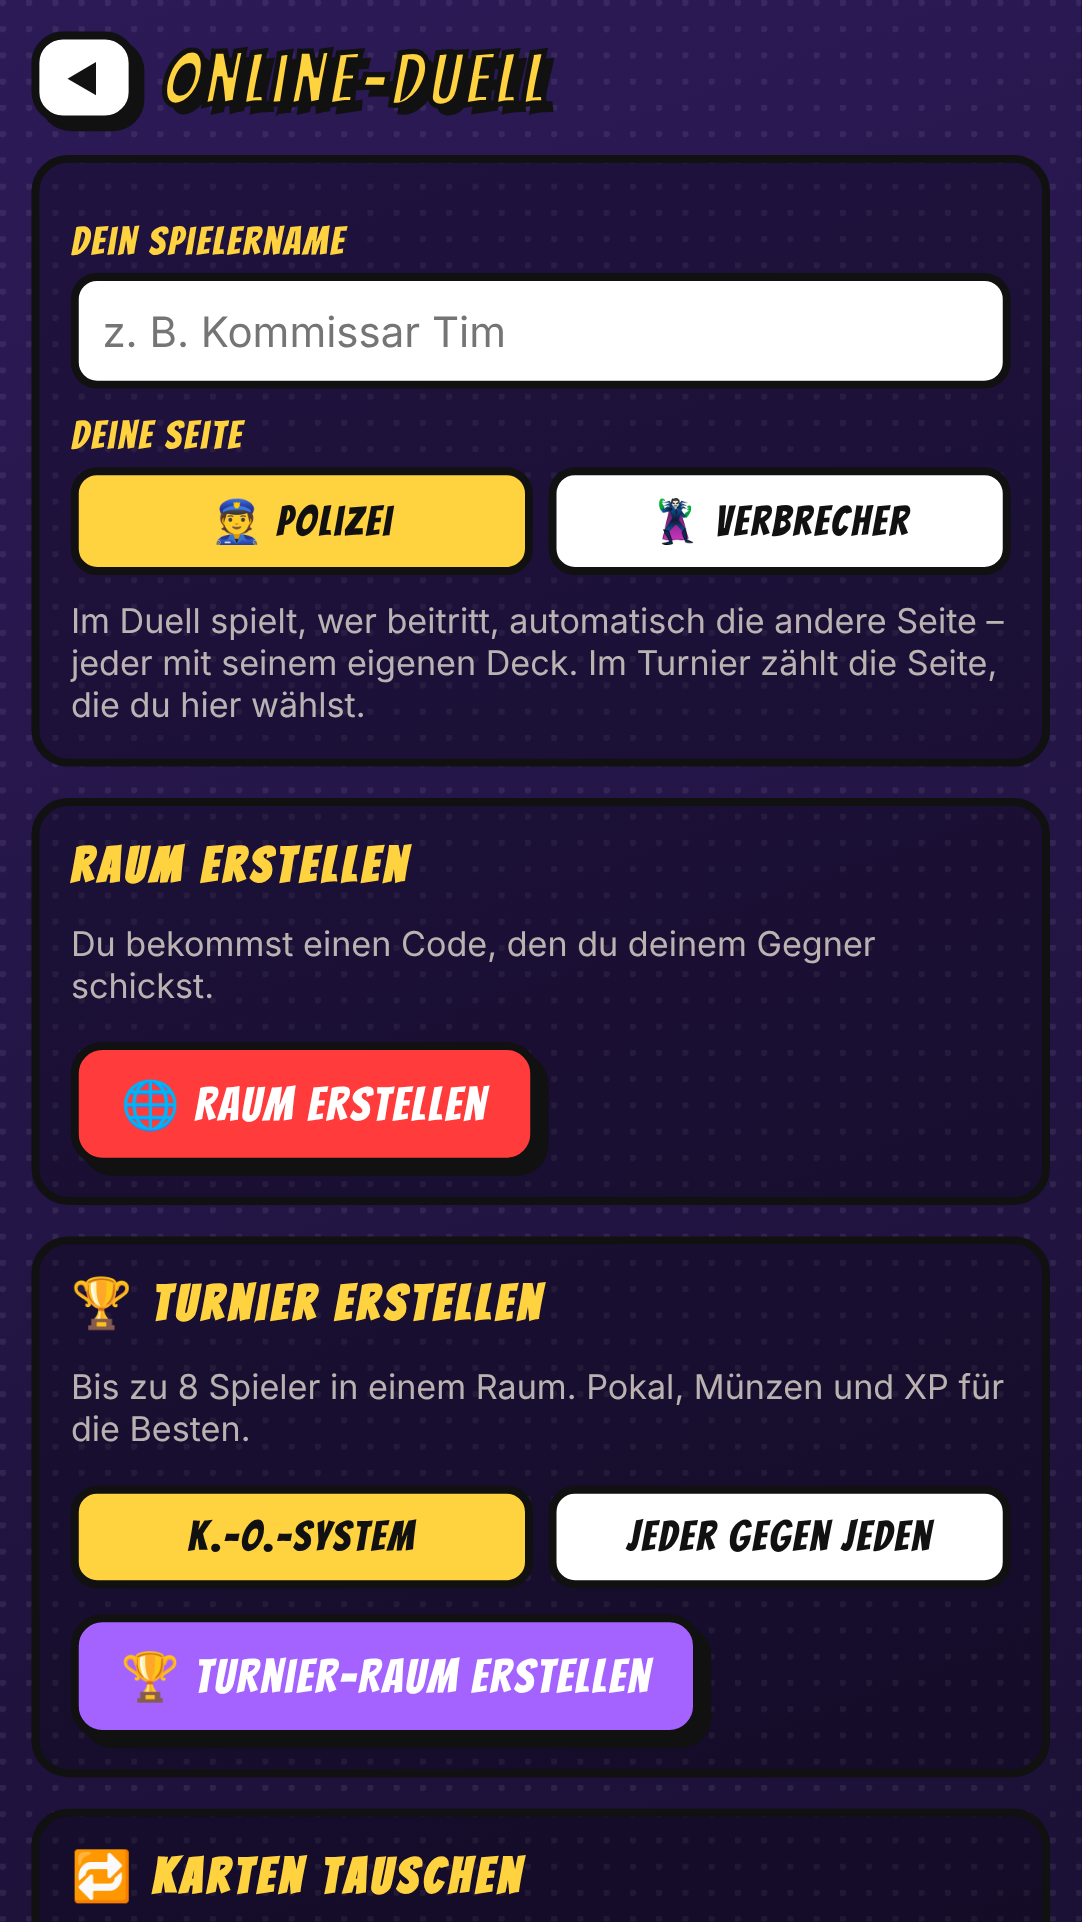 ONLINE-DUELL
DEIN SPIELERNAME
z. B. Kommissar Tim
DEINE SEITE
POLIZEI
VERBRECHER
Im Duell spielt, wer beitritt, automatisch die andere Seite –
jeder mit seinem eigenen Deck. Im Turnier zählt die Seite,
die du hier wählst.
RAUM ERSTELLEN
Du bekommst einen Code, den du deinem Gegner
schickst.
RAUM ERSTELLEN
TURNIER ERSTELLEN
Bis zu 8 Spieler in einem Raum. Pokal, Münzen und XP für
die Besten.
K.-O.-SYSTEM
JEDER GEGEN JEDEN
TURNIER-RAUM ERSTELLEN
KARTEN TAUSCHEN